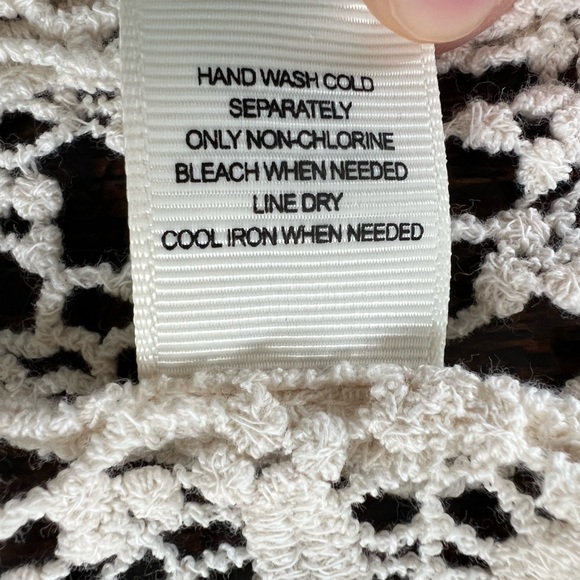 HAND WASH COLD
SEPARATELY
ONLY NON-CHLORINE
BLEACH WHEN NEEDED
LINE DRY
COOL IRON WHEN NEEDED